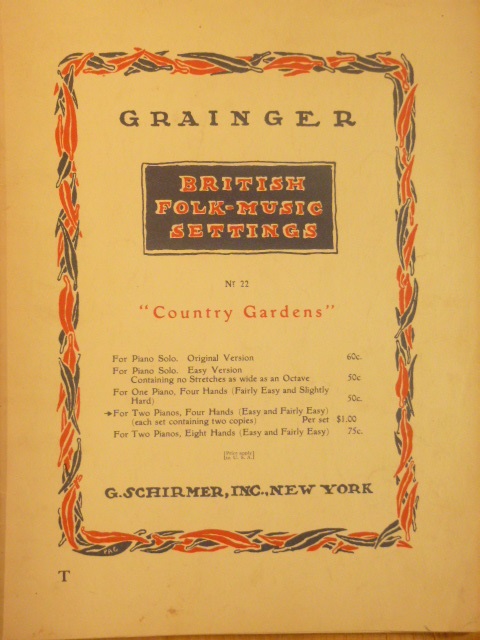 GRAINGER
BRITISH
FOLK-MUSIC
SETTINGS
Nr 22
"Country Gardens"
For Piano Solo. Original Version 60c.
For Piano Solo. Easy Version
Containing no Stretches as wide as an Octave 50c
For One Piano, Four Hands (Fairly Easy and Slightly
Hard) 50c.
For Two Pianos, Four Hands (Easy and Fairly Easy)
(each set containing two copies) Per set $1.00
For Two Pianos, Eight Hands (Easy and Fairly Easy) 75c.
[Prices apply]
[to U. S. A.]
G. SCHIRMER, INC., NEW YORK
T